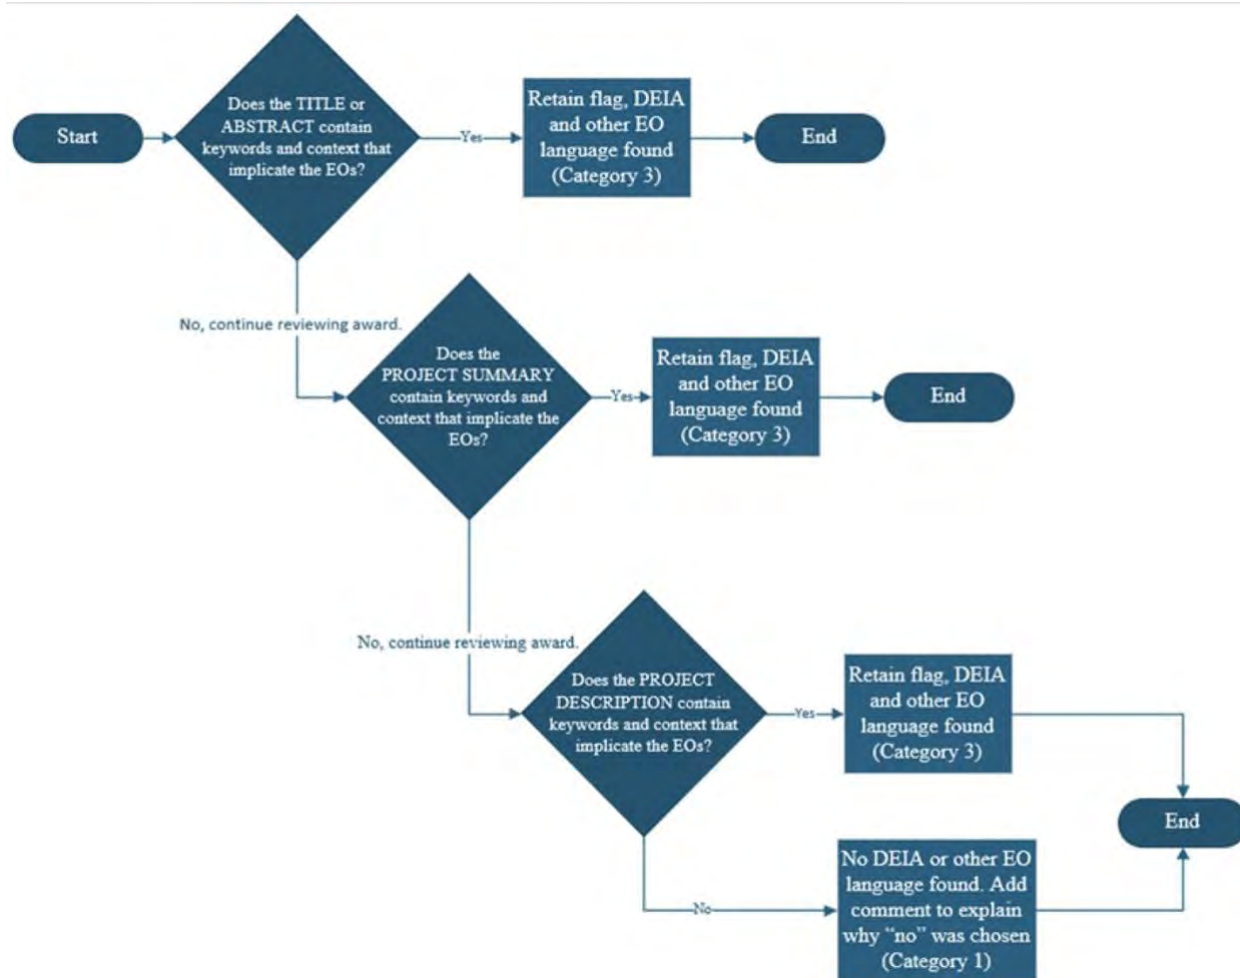 Start
Does the TITLE or
ABSTRACT contain
keywords and context that
implicate the EOs?
Yes
Retain flag, DEIA
and other EO
language found
(Category 3)
End
No, continue reviewing award.
Does the
PROJECT SUMMARY
contain keywords and
context that implicate the
EOs?
Yes
Retain flag, DEIA
and other EO
language found
(Category 3)
End
No, continue reviewing award.
Does the PROJECT
DESCRIPTION contain
keywords and context that
implicate the EOs?
Yes
Retain flag, DEIA
and other EO
language found
(Category 3)
End
No
No DEIA or other EO
language found. Add
comment to explain
why “no” was chosen
(Category 1)